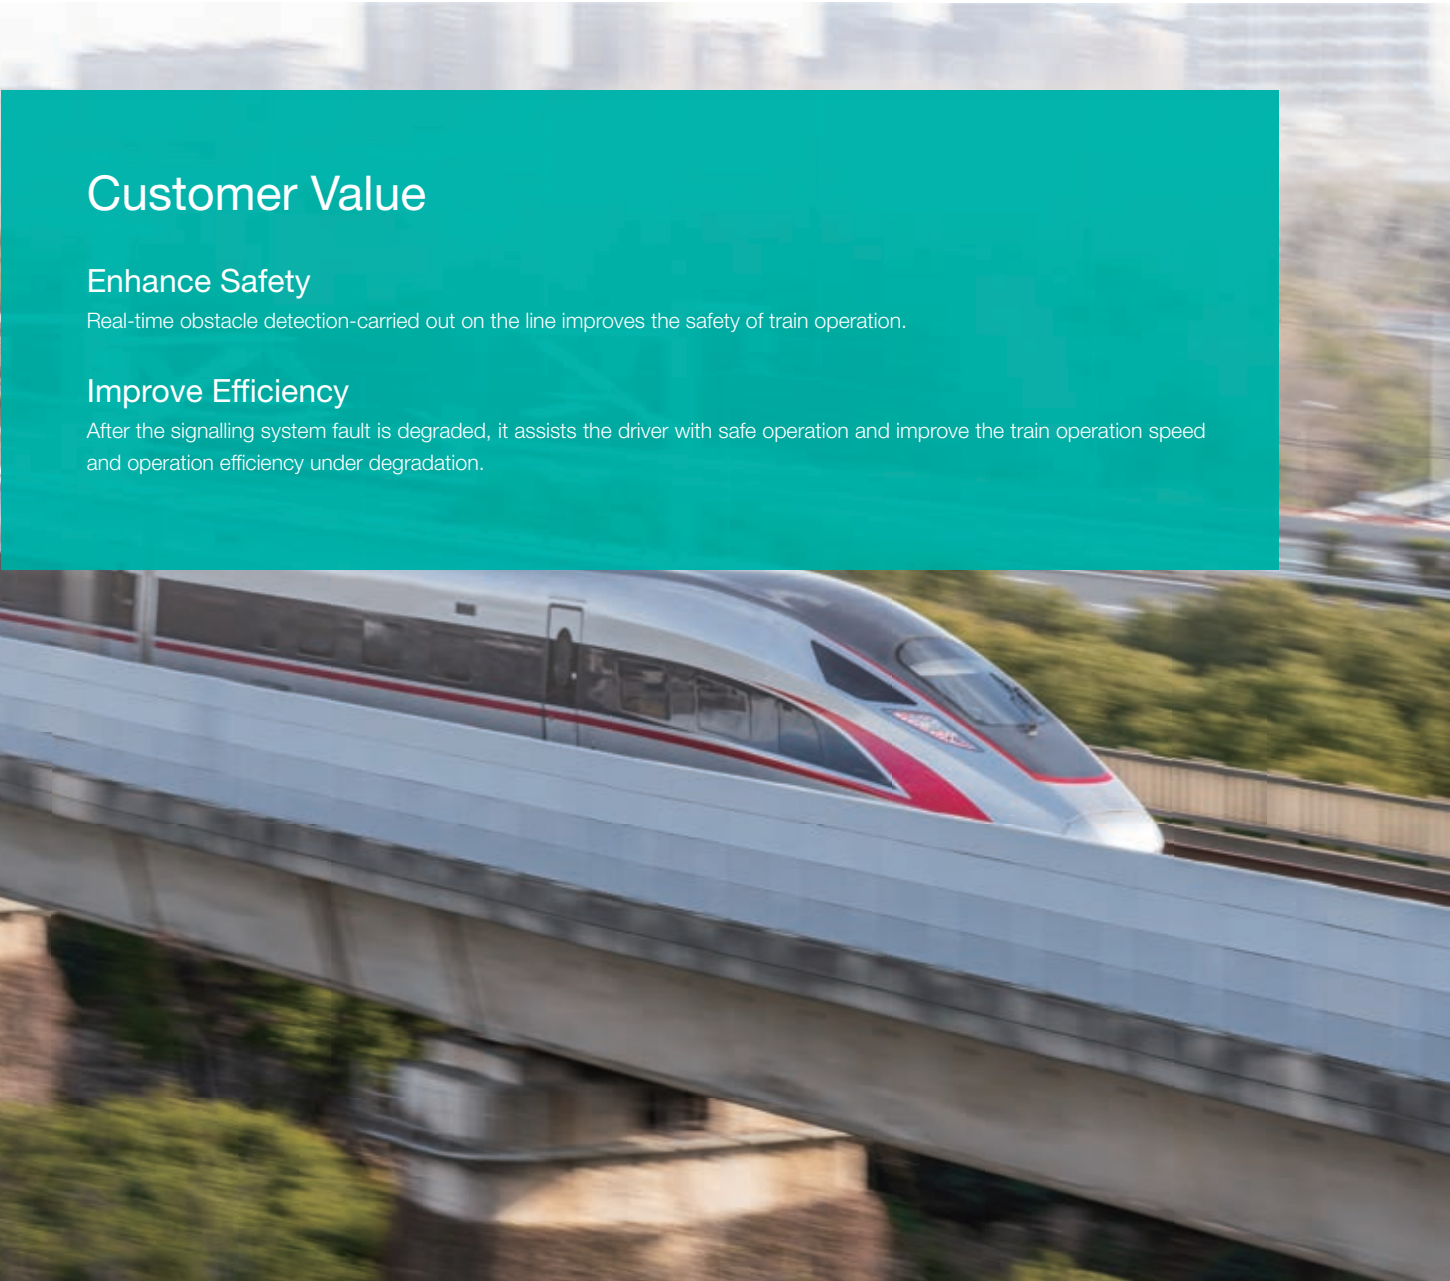 Customer Value
Enhance Safety
Real-time obstacle detection-carried out on the line improves the safety of train operation.
Improve Efficiency
After the signalling system fault is degraded, it assists the driver with safe operation and improve the train operation speed
and operation efficiency under degradation.